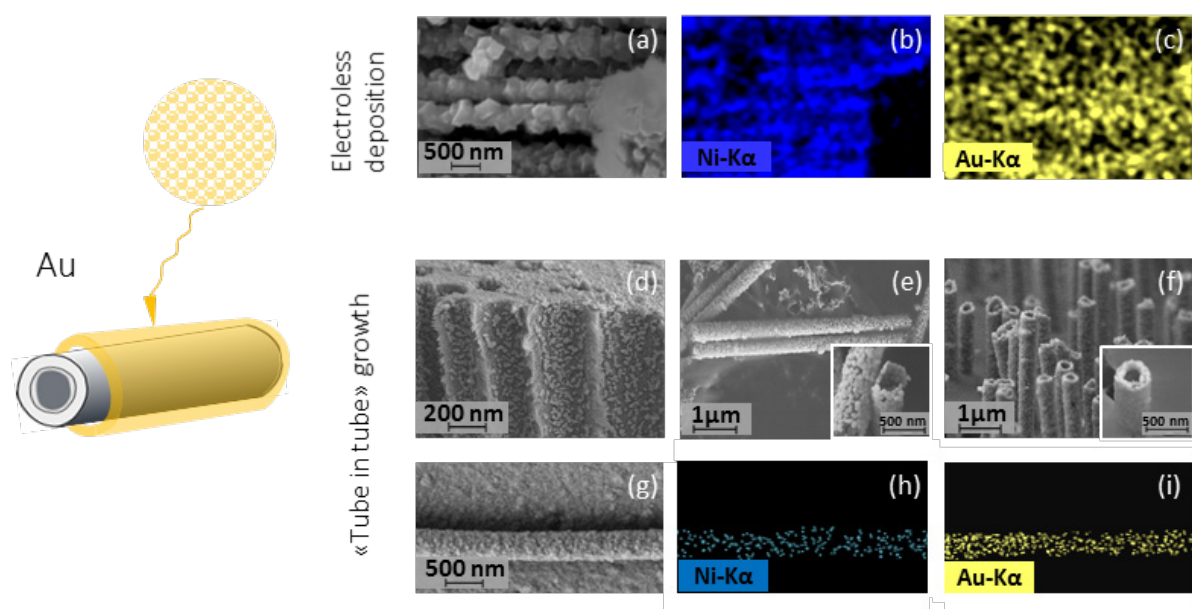 Au
Electroless
deposition
(a)
500 nm
(b)
Ni-Kα
(c)
Au-Kα
«Tube in tube» growth
(d)
200 nm
(e)
1μm
500 nm
(f)
1μm
500 nm
(g)
500 nm
(h)
Ni-Kα
(i)
Au-Kα